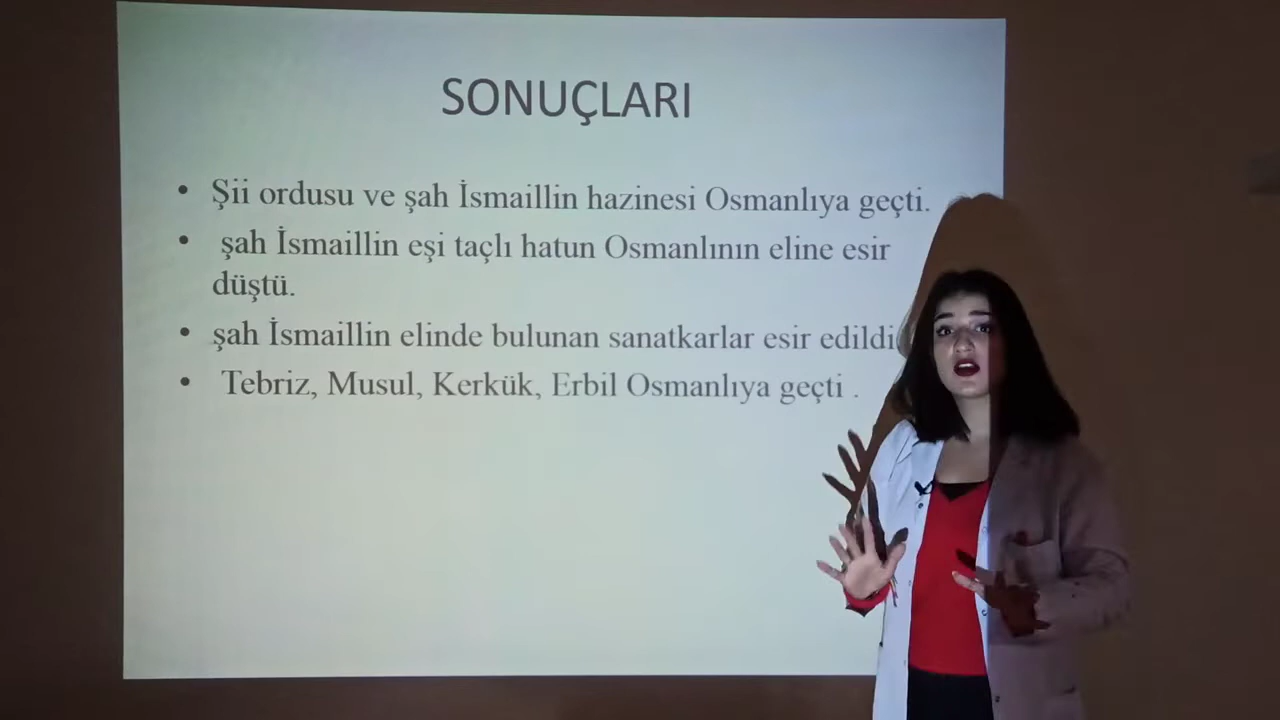 SONUÇLARI
• Şii ordusu ve şah İsmaillin hazinesi Osmanlıya geçti.
• şah İsmaillin eşi taçlı hatun Osmanlının eline esir
düştü.
• şah İsmaillin elinde bulunan sanatkarlar esir edildi
• Tebriz, Musul, Kerkük, Erbil Osmanlıya geçti .